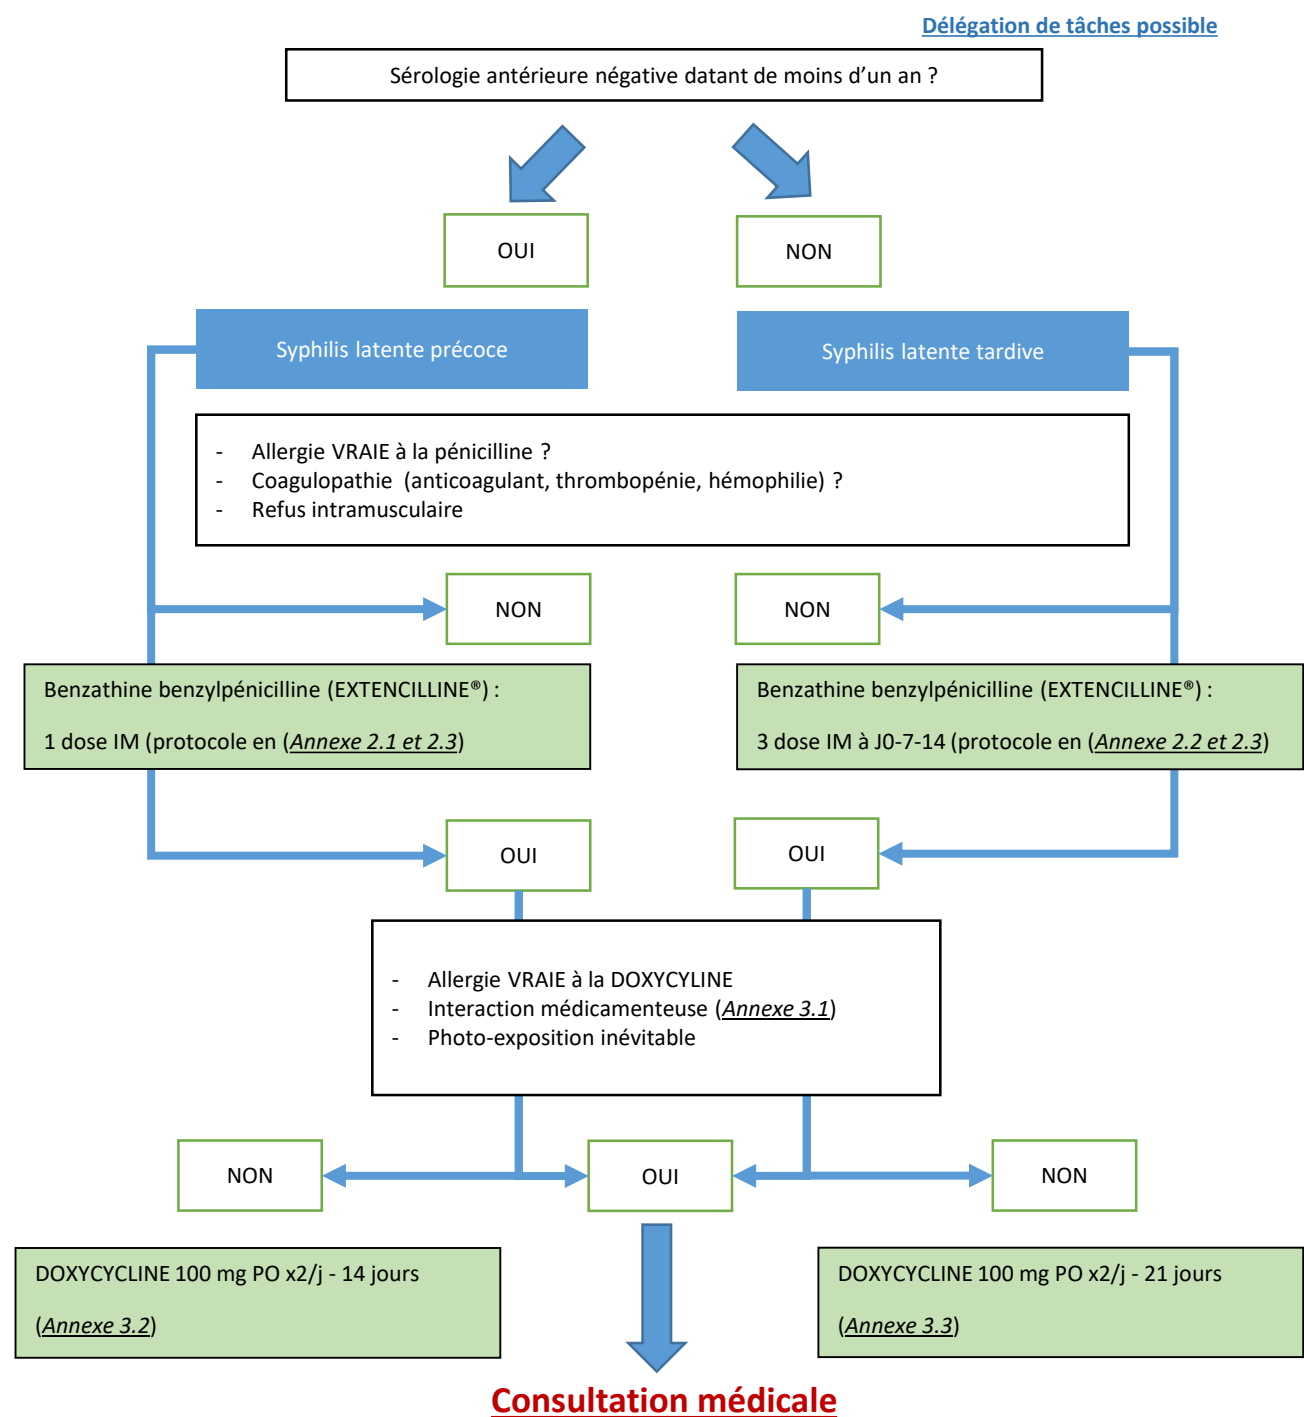 Délégation de tâches possible
Sérologie antérieure négative datant de moins d’un an ?
OUI
NON
Syphilis latente précoce
Syphilis latente tardive
- Allergie VRAIE à la pénicilline ?
- Coagulopathie (anticoagulant, thrombopénie, hémophilie) ?
- Refus intramusculaire
NON
NON
Benzathine benzylpénicilline (EXTENCILLINE®) :
1 dose IM (protocole en (Annexe 2.1 et 2.3)
Benzathine benzylpénicilline (EXTENCILLINE®) :
3 dose IM à J0-7-14 (protocole en (Annexe 2.2 et 2.3)
OUI
OUI
- Allergie VRAIE à la DOXYCYLINE
- Interaction médicamenteuse (Annexe 3.1)
- Photo-exposition inévitable
NON
OUI
NON
DOXYCYCLINE 100 mg PO x2/j - 14 jours
(Annexe 3.2)
DOXYCYCLINE 100 mg PO x2/j - 21 jours
(Annexe 3.3)
Consultation médicale